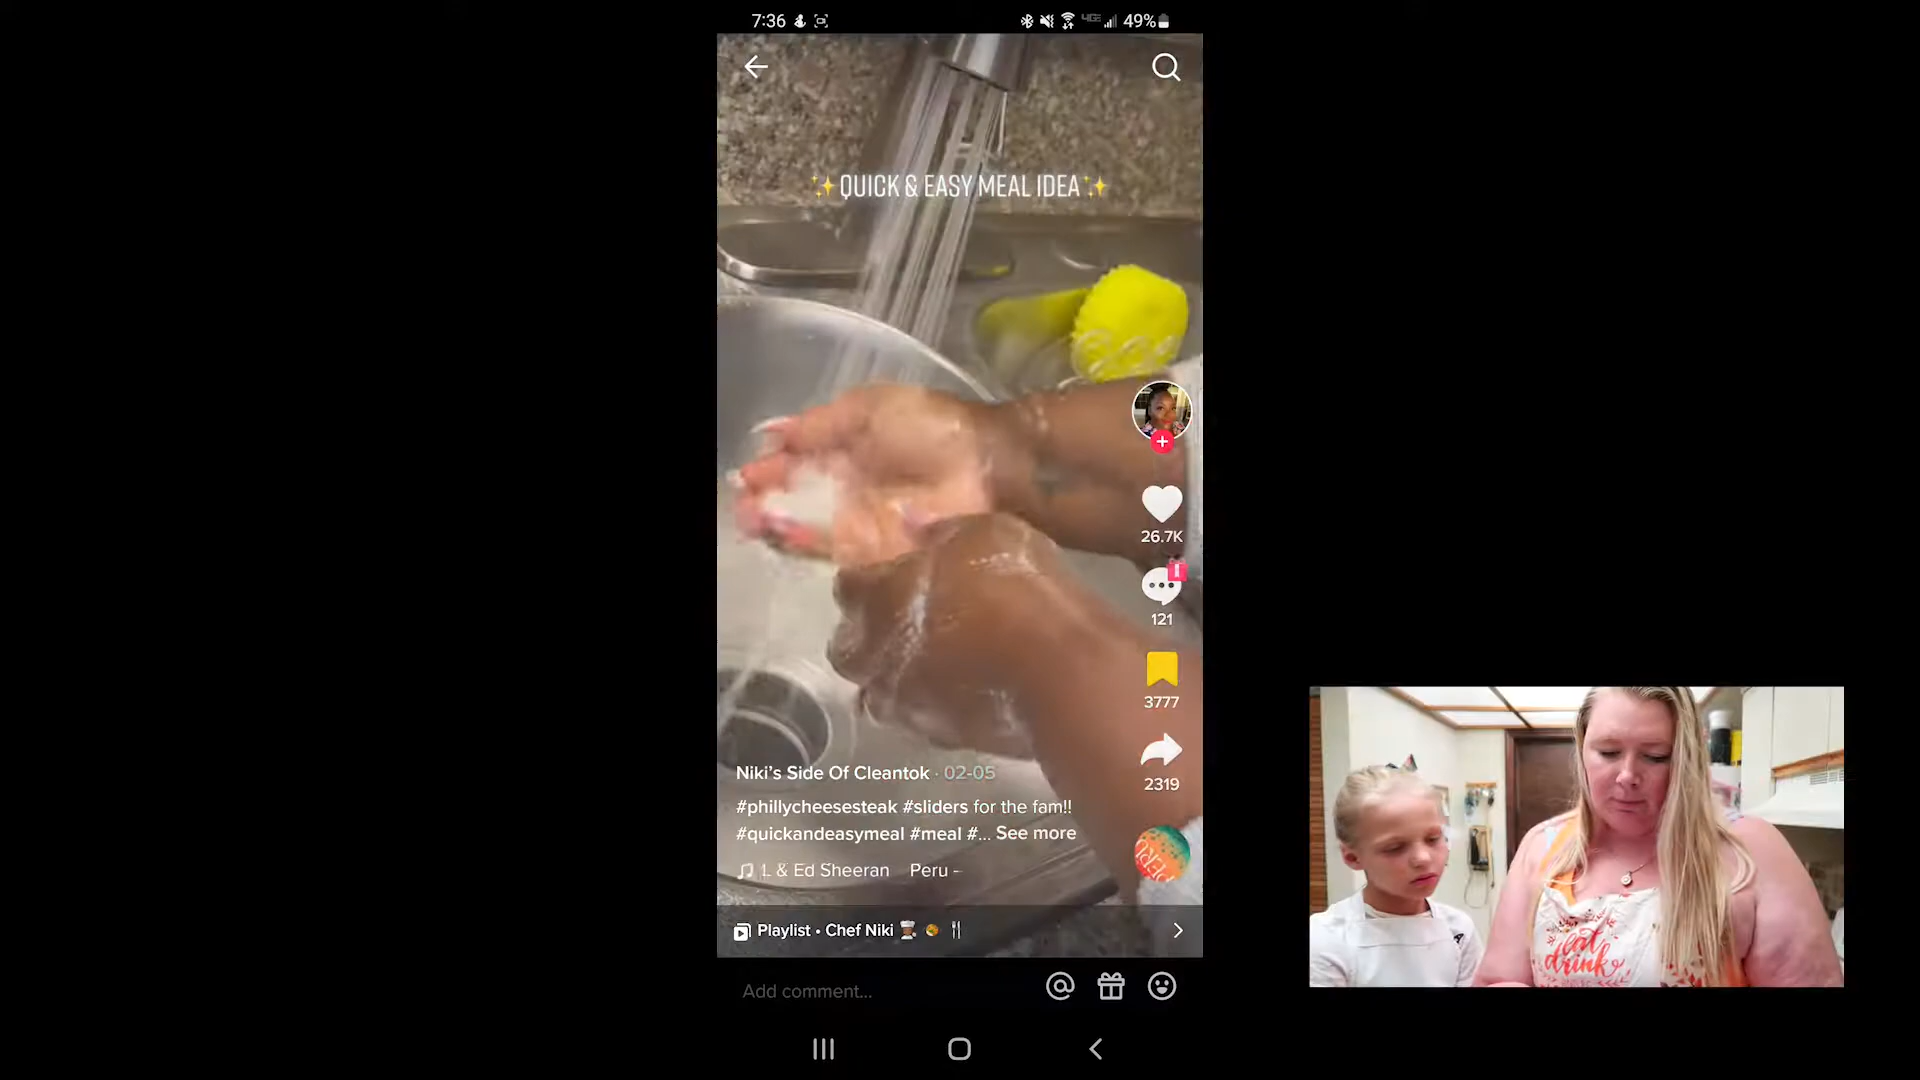 7:36
49%
✨QUICK & EASY MEAL IDEA✨
26.7K
121
3777
2319
Niki's Side Of Cleantok · 02-05
#phillycheesesteak #sliders for the fam!!
#quickandeasymeal #meal #... See more
L & Ed Sheeran Peru -
PERU
Playlist • Chef Niki
Add comment...
eat
drink